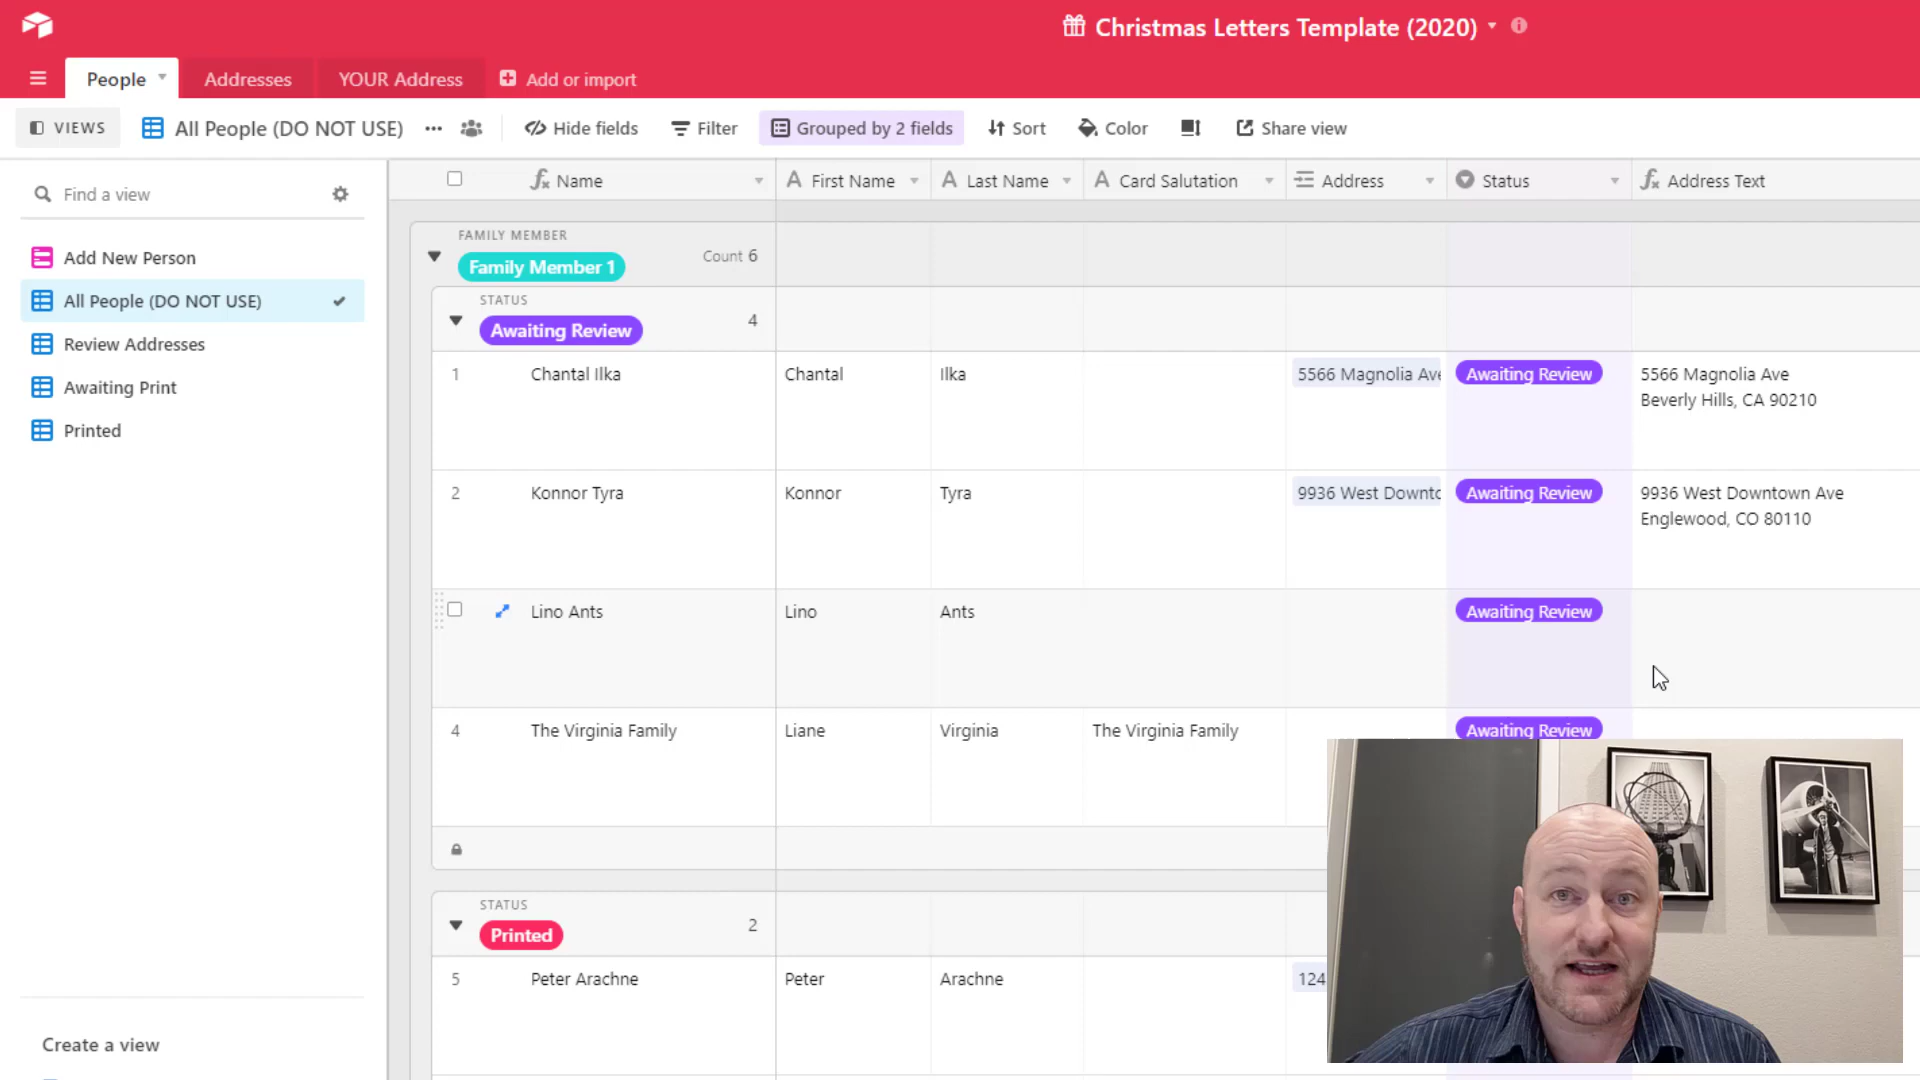 Christmas Letters Template (2020)
People
Addresses
YOUR Address
Add or import
VIEWS
All People (DO NOT USE)
Hide fields
Filter
Grouped by 2 fields
Sort
Color
Share view
Find a view
Add New Person
All People (DO NOT USE)
Review Addresses
Awaiting Print
Printed
Create a view
Name
First Name
Last Name
Card Salutation
Address
Status
Address Text
FAMILY MEMBER
Family Member 1
Count 6
STATUS
Awaiting Review
4
1 Chantal Ilka Chantal Ilka 5566 Magnolia Ave Awaiting Review 5566 Magnolia Ave
Beverly Hills, CA 90210
2 Konnor Tyra Konnor Tyra 9936 West Downto Awaiting Review 9936 West Downtown Ave
Englewood, CO 80110
Lino Ants Lino Ants Awaiting Review
4 The Virginia Family Liane Virginia The Virginia Family Awaiting Review
STATUS
Printed
2
5 Peter Arachne Peter Arachne 124